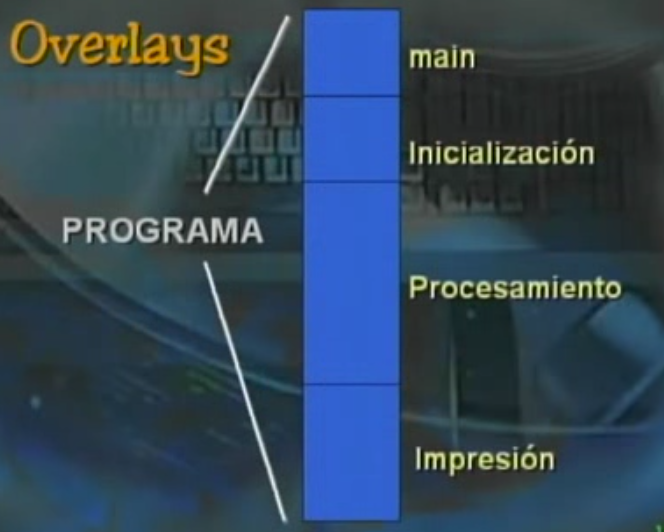 Overlays
main
Inicialización
PROGRAMA
Procesamiento
Impresión